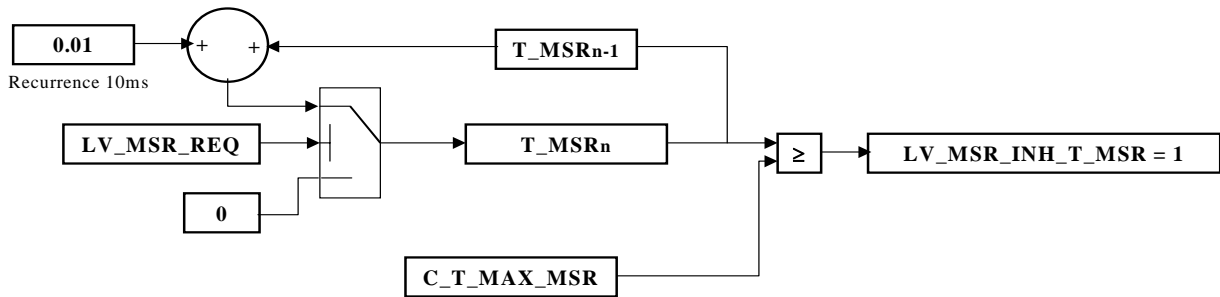 0.01
+ +
T_MSRn-1
Recurrence 10ms
LV_MSR_REQ
T_MSRn
≥
LV_MSR_INH_T_MSR = 1
0
C_T_MAX_MSR